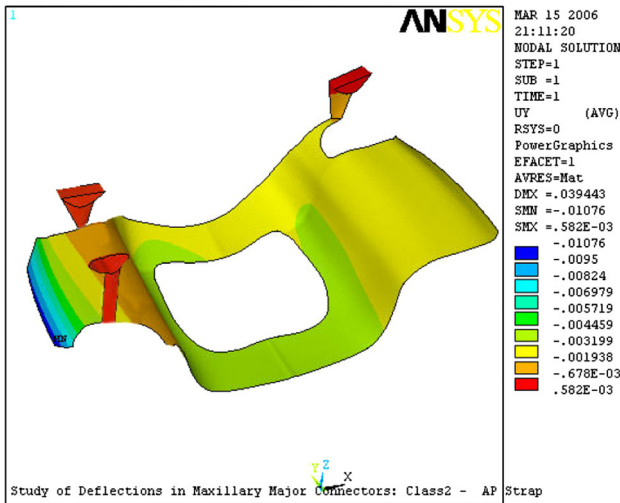 1
ANSYS
MAR 15 2006
21:11:20
NODAL SOLUTION
STEP=1
SUB =1
TIME=1
UY (AVG)
RSYS=0
PowerGraphics
EFACET=1
AVRES=Mat
DMX =.039443
SMN =-.01076
SMX =.582E-03
-.01076
-.0095
-.00824
-.006979
-.005719
-.004459
-.003199
-.001938
-.678E-03
.582E-03
MN
Y Z
X
Study of Deflections in Maxillary Major Connectors: Class2 - AP Strap